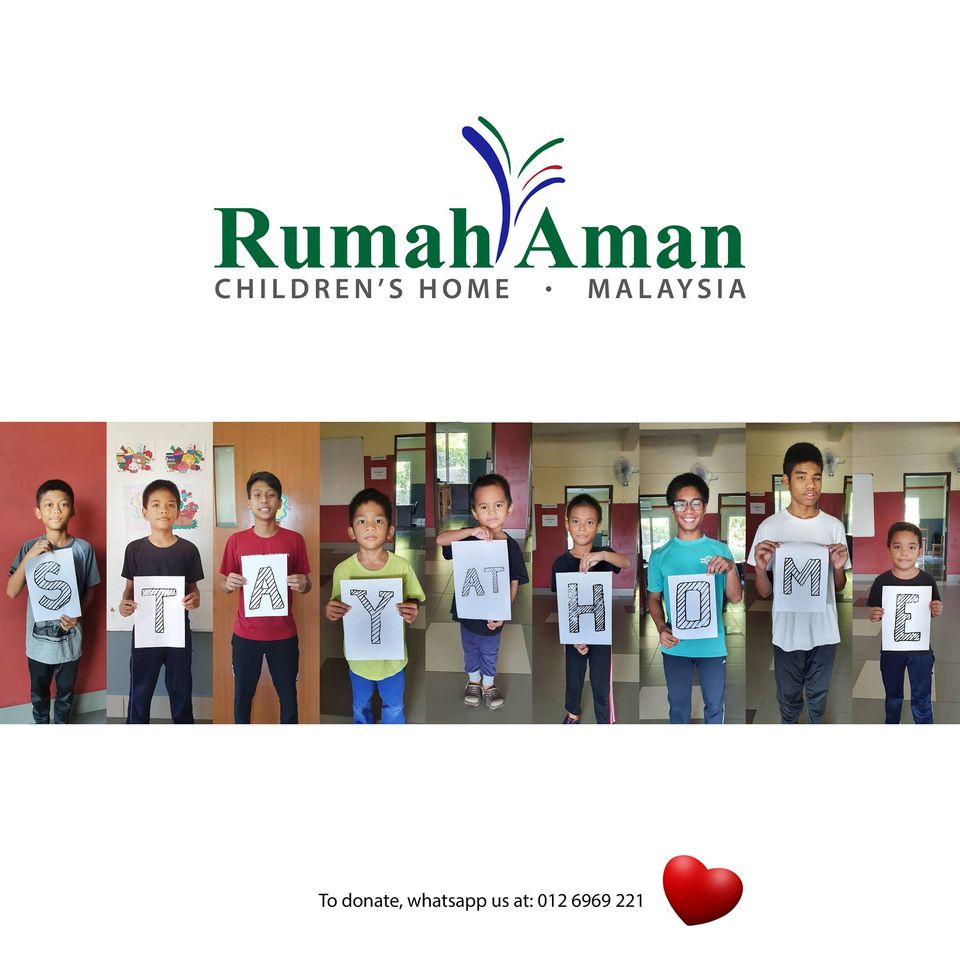 Rumah Aman
CHILDREN'S HOME • MALAYSIA
S T A Y AT H O M E
To donate, whatsapp us at: 012 6969 221